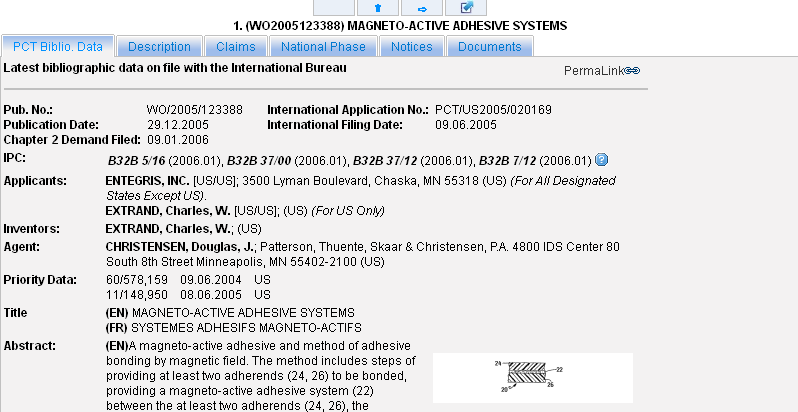 1. (WO2005123388) MAGNETO-ACTIVE ADHESIVE SYSTEMS
PCT Biblio. Data Description Claims National Phase Notices Documents
Latest bibliographic data on file with the International Bureau
PermaLink
Pub. No.: WO/2005/123388 International Application No.: PCT/US2005/020169
Publication Date: 29.12.2005 International Filing Date: 09.06.2005
Chapter 2 Demand Filed: 09.01.2006
IPC: B32B 5/16 (2006.01), B32B 37/00 (2006.01), B32B 37/12 (2006.01), B32B 7/12 (2006.01) ?
Applicants: ENTEGRIS, INC. [US/US]; 3500 Lyman Boulevard, Chaska, MN 55318 (US) (For All Designated
States Except US).
EXTRAND, Charles, W. [US/US]; (US) (For US Only)
Inventors: EXTRAND, Charles, W.; (US)
Agent: CHRISTENSEN, Douglas, J.; Patterson, Thuente, Skaar & Christensen, P.A. 4800 IDS Center 80
South 8th Street Minneapolis, MN 55402-2100 (US)
Priority Data: 60/578,159 09.06.2004 US
11/148,950 08.06.2005 US
Title (EN) MAGNETO-ACTIVE ADHESIVE SYSTEMS
(FR) SYSTEMES ADHESIFS MAGNETO-ACTIFS
Abstract: (EN)A magneto-active adhesive and method of adhesive
bonding by magnetic field. The method includes steps of
providing at least two adherends (24, 26) to be bonded,
providing a magneto-active adhesive system (22)
between the at least two adherends (24, 26), the
24
22
26
20